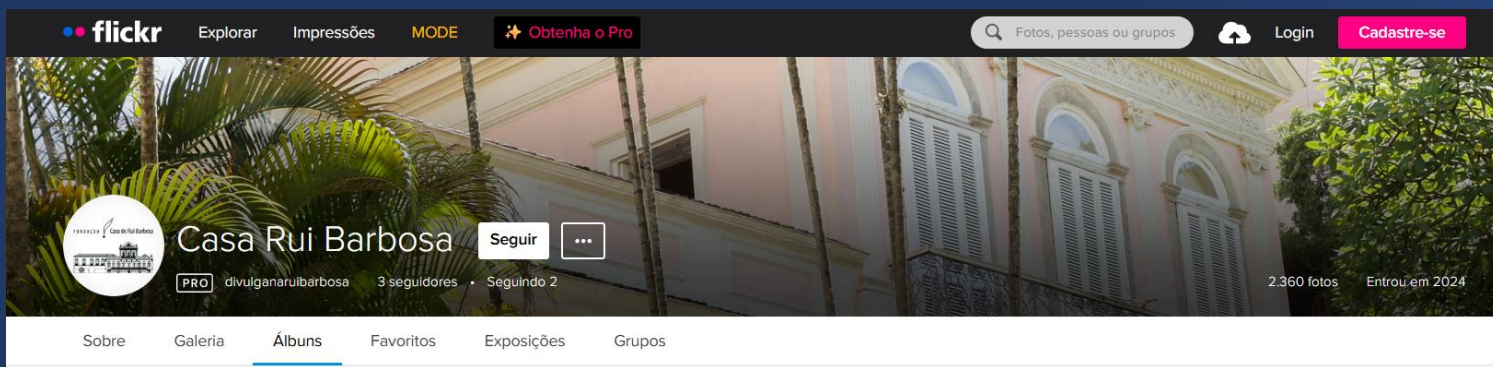 flickr Explorar Impressões MODE Obtenha o Pro Fotos, pessoas ou grupos Login Cadastre-se
FUNDAÇÃO Casa de Rui Barbosa
Casa Rui Barbosa Seguir ...
PRO divulganaruibarbosa 3 seguidores • Seguindo 2 2.360 fotos Entrou em 2024
Sobre Galeria Álbuns Favoritos Exposições Grupos